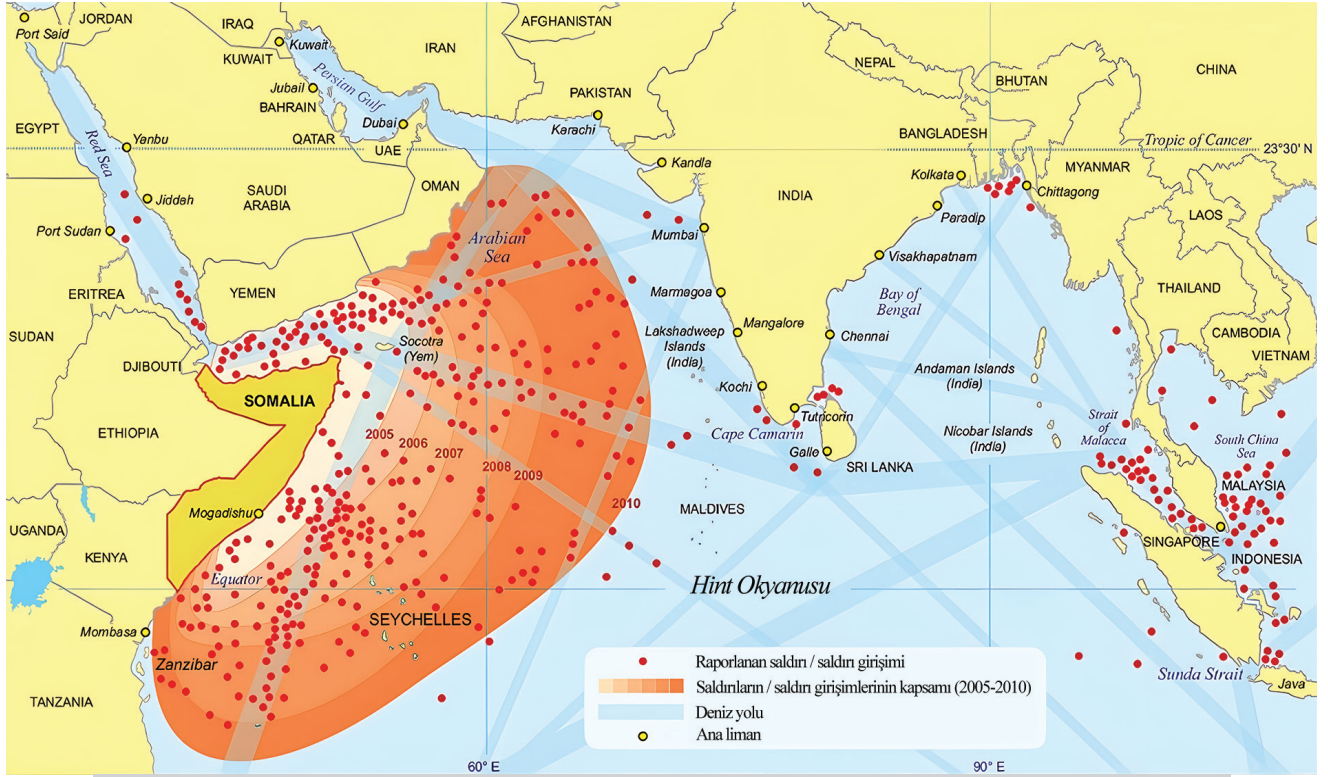 JORDAN
Port Said
IRAQ
Kuwait
KUWAIT
IRAN
AFGHANISTAN
Persian Gulf
Jubail
BAHRAIN
Dubai
QATAR
UAE
PAKISTAN
Karachi
NEPAL
BHUTAN
CHINA
BANGLADESH
EGYPT
Yanbu
Red Sea
Tropic of Cancer
23°30' N
Kandla
Kolkata
MYANMAR
Chittagong
SAUDI
ARABIA
OMAN
INDIA
Jiddah
Paradip
LAOS
Port Sudan
Arabian
Sea
Mumbai
Visakhapatnam
ERITREA
YEMEN
Marmagoa
Bay of
Bengal
THAILAND
SUDAN
Socotra
(Yem)
Lakshadweep
Islands
(India)
Mangalore
Chennai
CAMBODIA
VIETNAM
DJIBOUTI
Andaman Islands
(India)
SOMALIA
Kochi
Tutricorin
ETHIOPIA
2005
2006
2007
2008
2009
2010
Cape Camarin
Galle
SRI LANKA
Nicobar Islands
(India)
Strait
of
Malacca
South China
Sea
MALAYSIA
Mogadishu
MALDIVES
UGANDA
KENYA
SINGAPORE
INDONESIA
Equator
Hint Okyanusu
SEYCHELLES
Mombasa
Zanzibar
Sunda Strait
Java
TANZANIA
Raporlanan saldırı / saldırı girişimi
Saldırıların / saldırı girişimlerinin kapsamı (2005-2010)
Deniz yolu
Ana liman
60° E
90° E